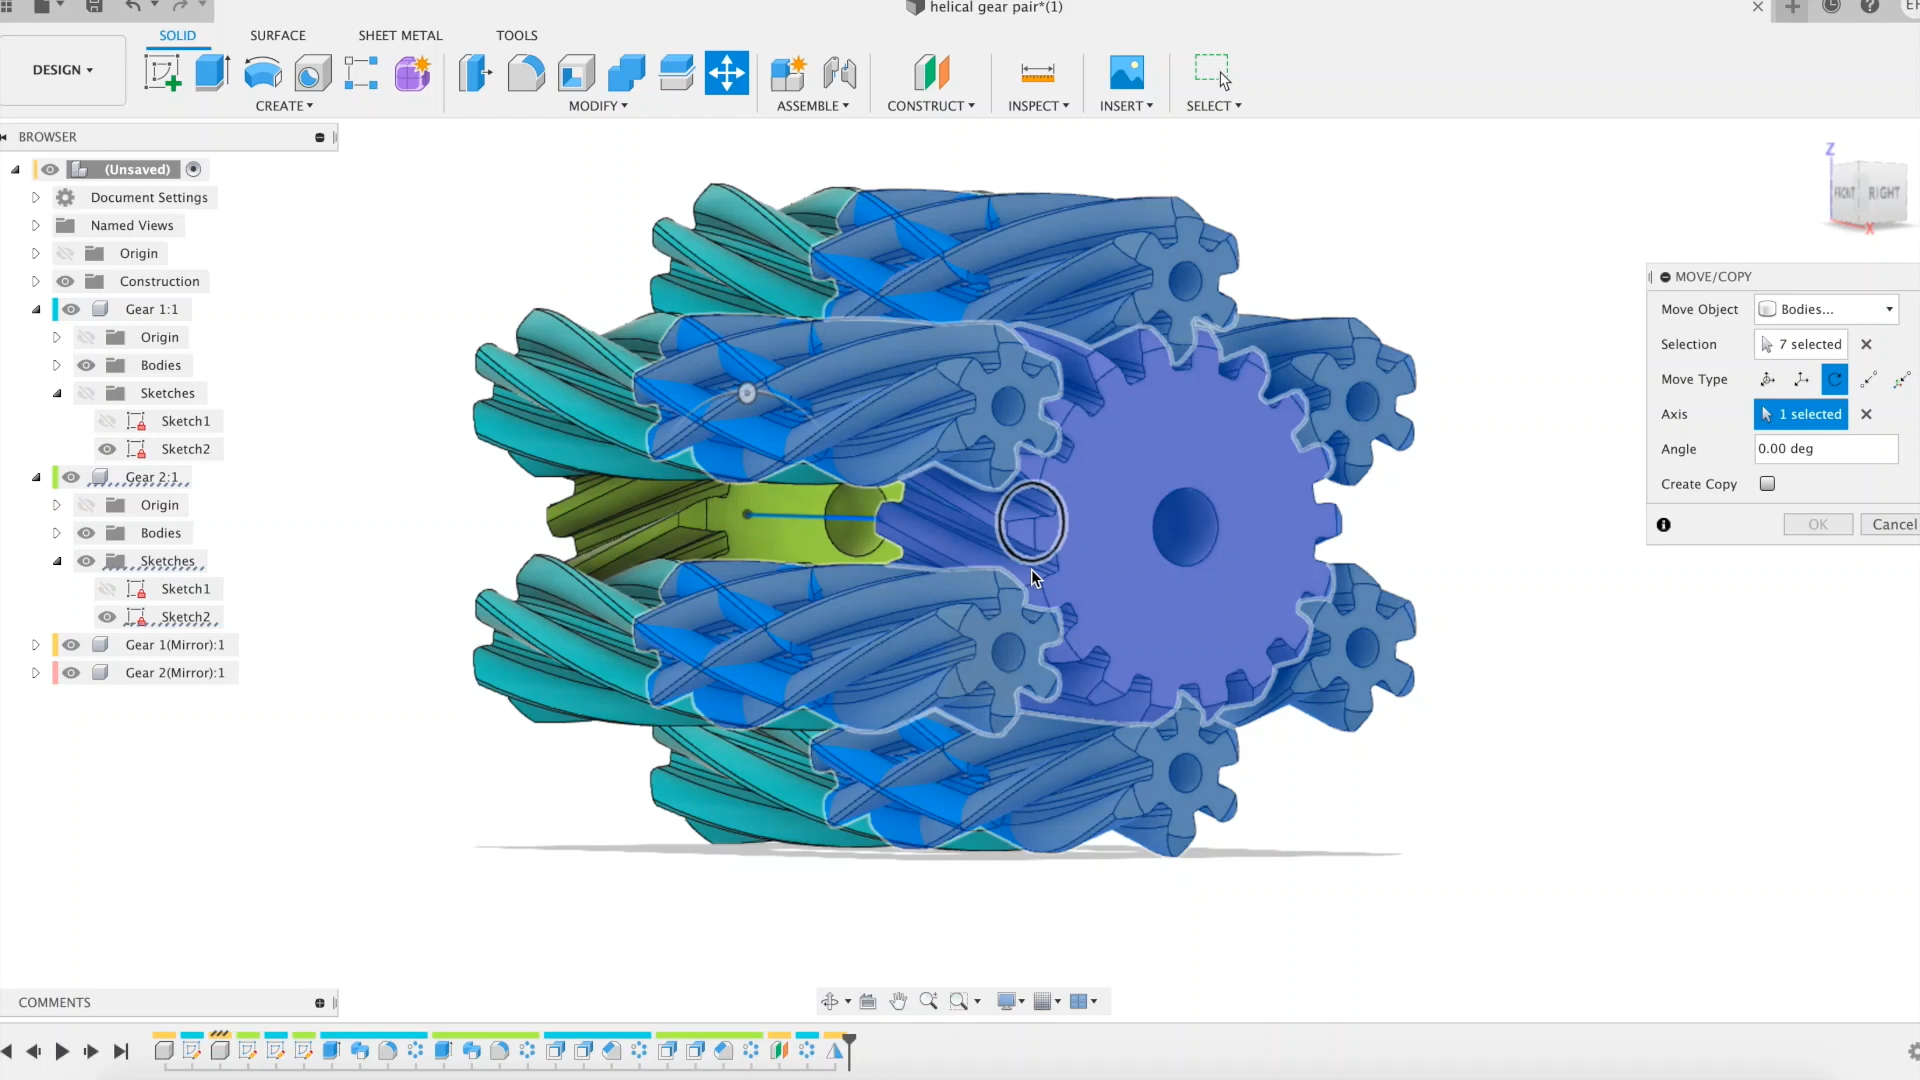 helical gear pair*(1)
SOLID SURFACE SHEET METAL TOOLS
DESIGN
CREATE MODIFY ASSEMBLE CONSTRUCT INSPECT INSERT SELECT
BROWSER
(Unsaved)
Document Settings
Named Views
Origin
Construction
Gear 1:1
Origin
Bodies
Sketches
Sketch1
Sketch2
Gear 2:1
Origin
Bodies
Sketches
Sketch1
Sketch2
Gear 1(Mirror):1
Gear 2(Mirror):1
Z
FRONT RIGHT
X
MOVE/COPY
Move Object Bodies...
Selection 7 selected
Move Type
Axis 1 selected
Angle 0.00 deg
Create Copy
OK Cancel
COMMENTS